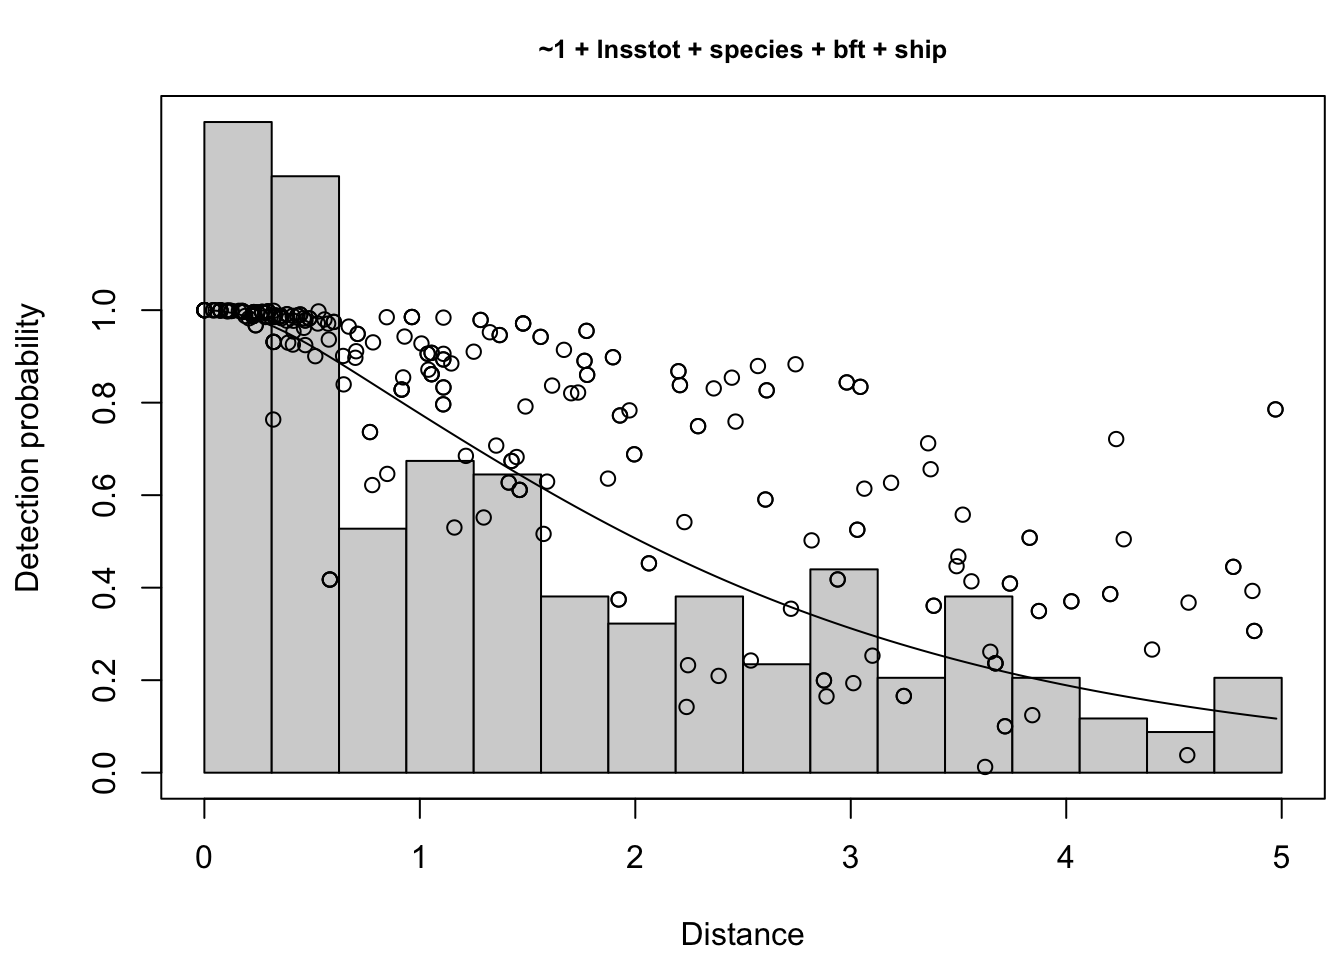 ~1 + lnsstot + species + bft + ship
Detection probability
1.0
0.8
0.6
0.4
0.2
0.0
0 1 2 3 4 5
Distance